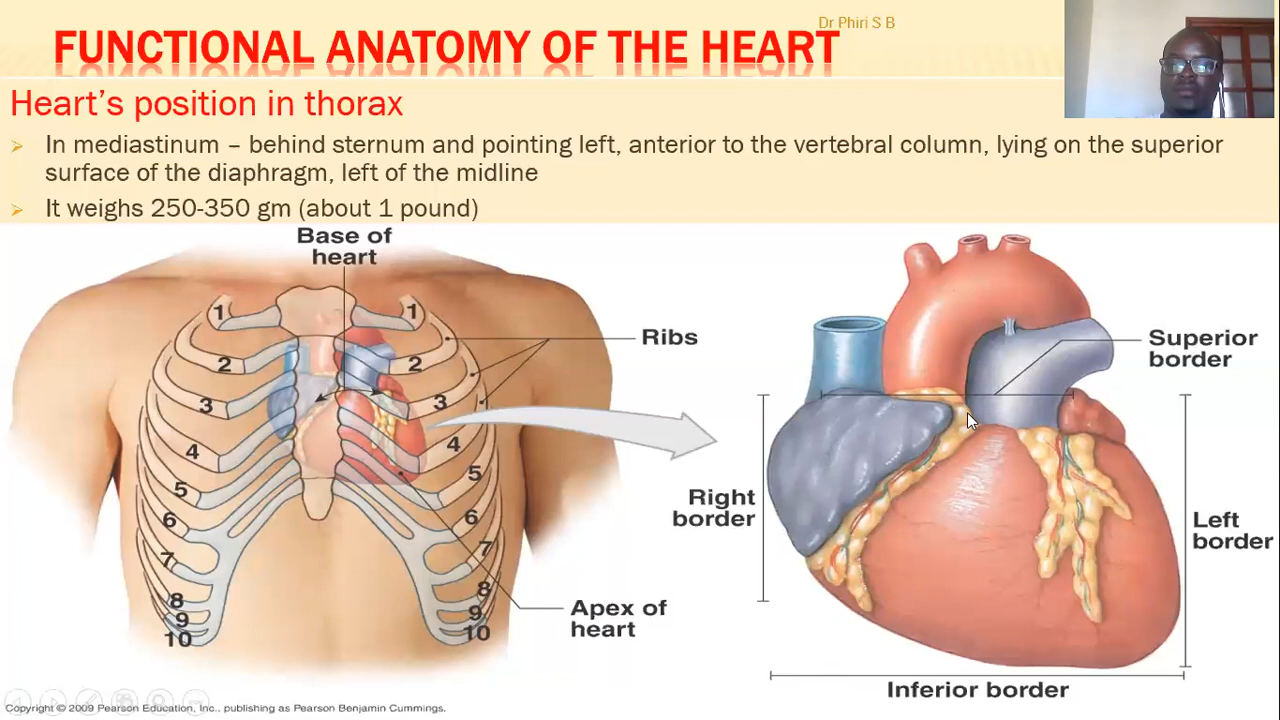 Dr Phiri S B
FUNCTIONAL ANATOMY OF THE HEART
Heart's position in thorax
In mediastinum – behind sternum and pointing left, anterior to the vertebral column, lying on the superior
surface of the diaphragm, left of the midline
It weighs 250-350 gm (about 1 pound)
Base of
heart
1 1
2 2
3 3
4 4
5 5
6 6
7 7
8 8
9 9
10 10
Ribs
Apex of
heart
Superior
border
Right
border
Left
border
Inferior border
Copyright © 2009 Pearson Education, Inc., publishing as Pearson Benjamin Cummings.